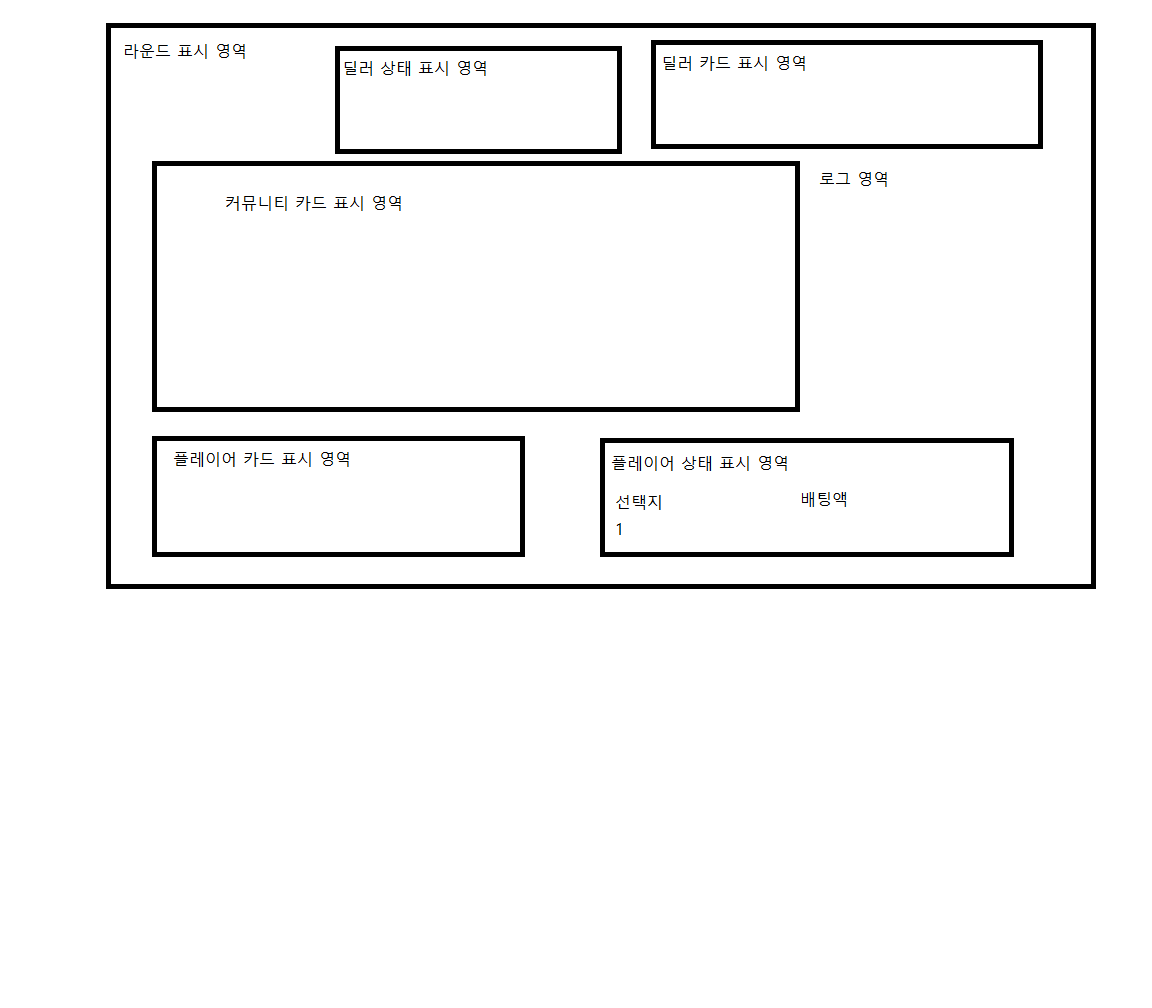 라운드 표시 영역
딜러 상태 표시 영역
딜러 카드 표시 영역
커뮤니티 카드 표시 영역
로그 영역
플레이어 카드 표시 영역
플레이어 상태 표시 영역
선택지
배팅액
1